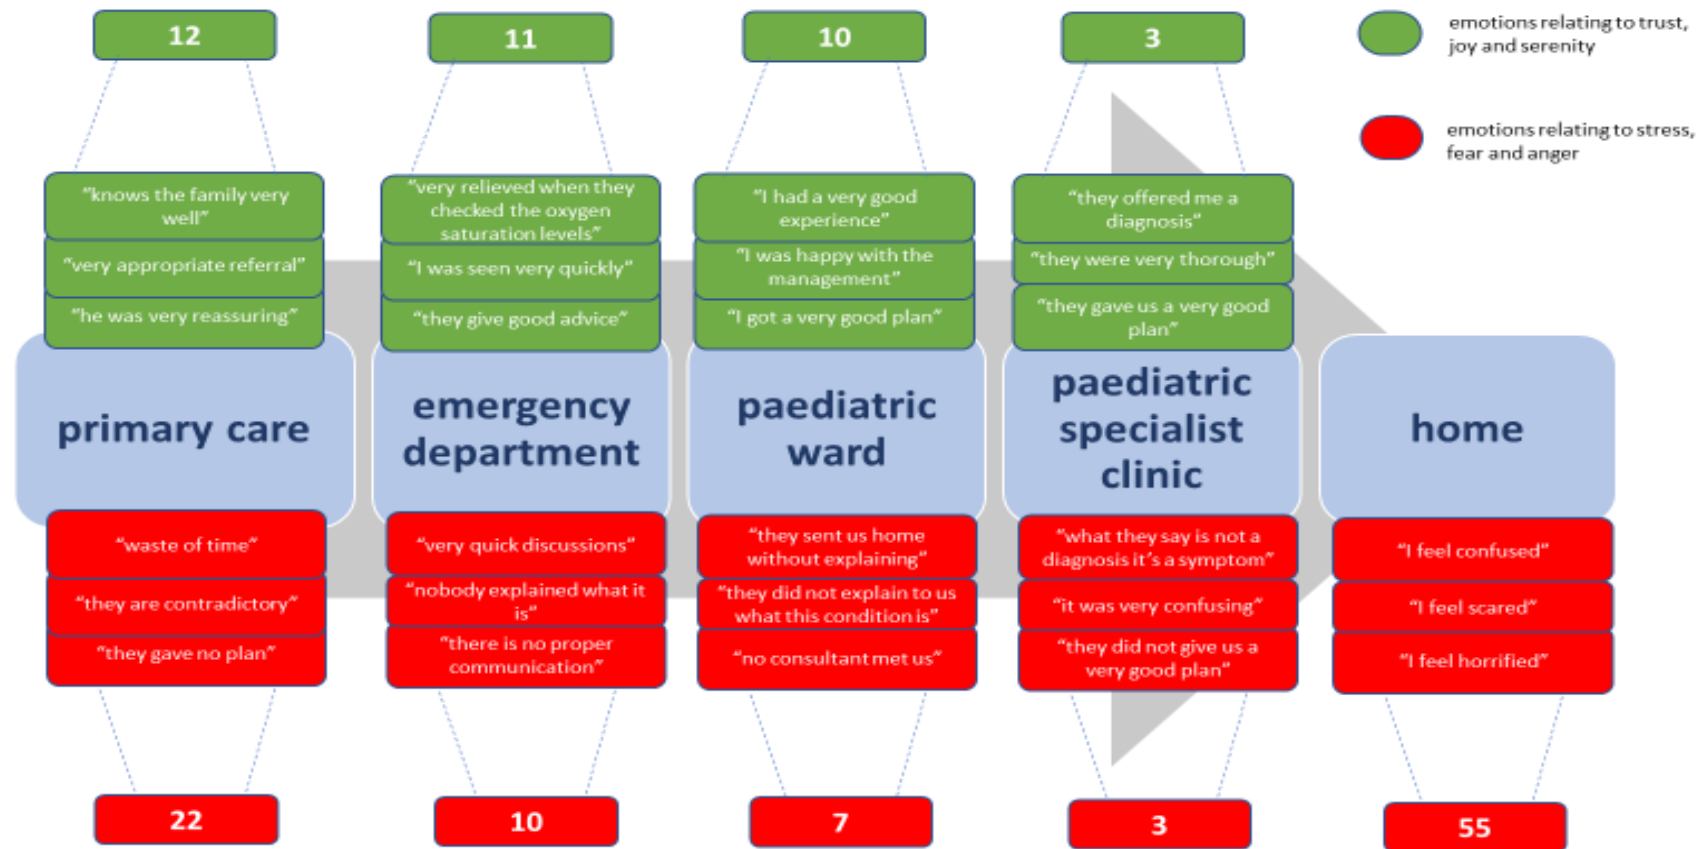 12
11
10
3
emotions relating to trust,
joy and serenity
emotions relating to stress,
fear and anger
“knows the family very
well”
“very appropriate referral”
“he was very reassuring”
“very relieved when they
checked the oxygen
saturation levels”
“I was seen very quickly”
“they give good advice”
“I had a very good
experience”
“I was happy with the
management”
“I got a very good plan”
“they offered me a
diagnosis”
“they were very thorough”
“they gave us a very good
plan”
primary care
emergency
department
paediatric
ward
paediatric
specialist
clinic
home
“waste of time”
“they are contradictory”
“they gave no plan”
“very quick discussions”
“nobody explained what it
is”
“there is no proper
communication”
“they sent us home
without explaining”
“they did not explain to us
what this condition is”
“no consultant met us”
“what they say is not a
diagnosis it’s a symptom”
“it was very confusing”
“they did not give us a
very good plan”
“I feel confused”
“I feel scared”
“I feel horrified”
22
10
7
3
55